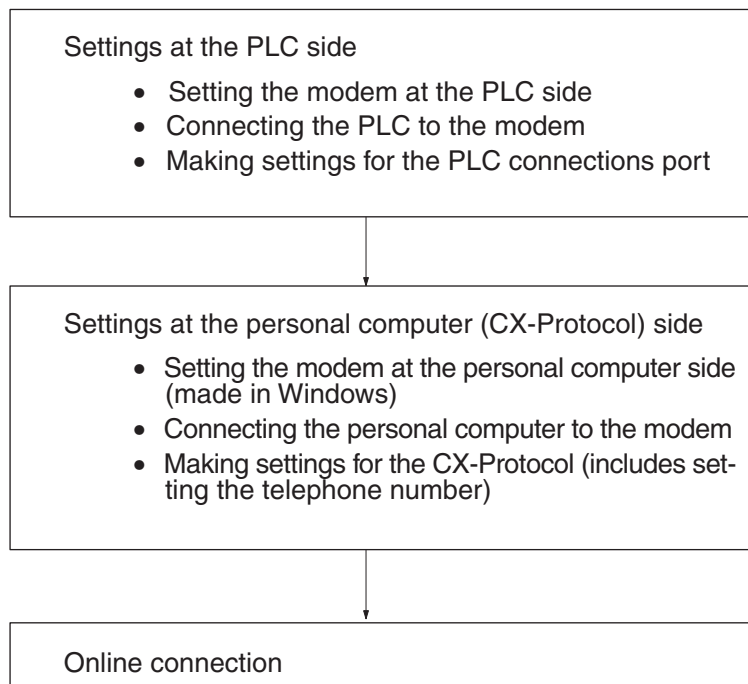 Settings at the PLC side
• Setting the modem at the PLC side
• Connecting the PLC to the modem
• Making settings for the PLC connections port
Settings at the personal computer (CX-Protocol) side
• Setting the modem at the personal computer side
(made in Windows)
• Connecting the personal computer to the modem
• Making settings for the CX-Protocol (includes set-
ting the telephone number)
Online connection